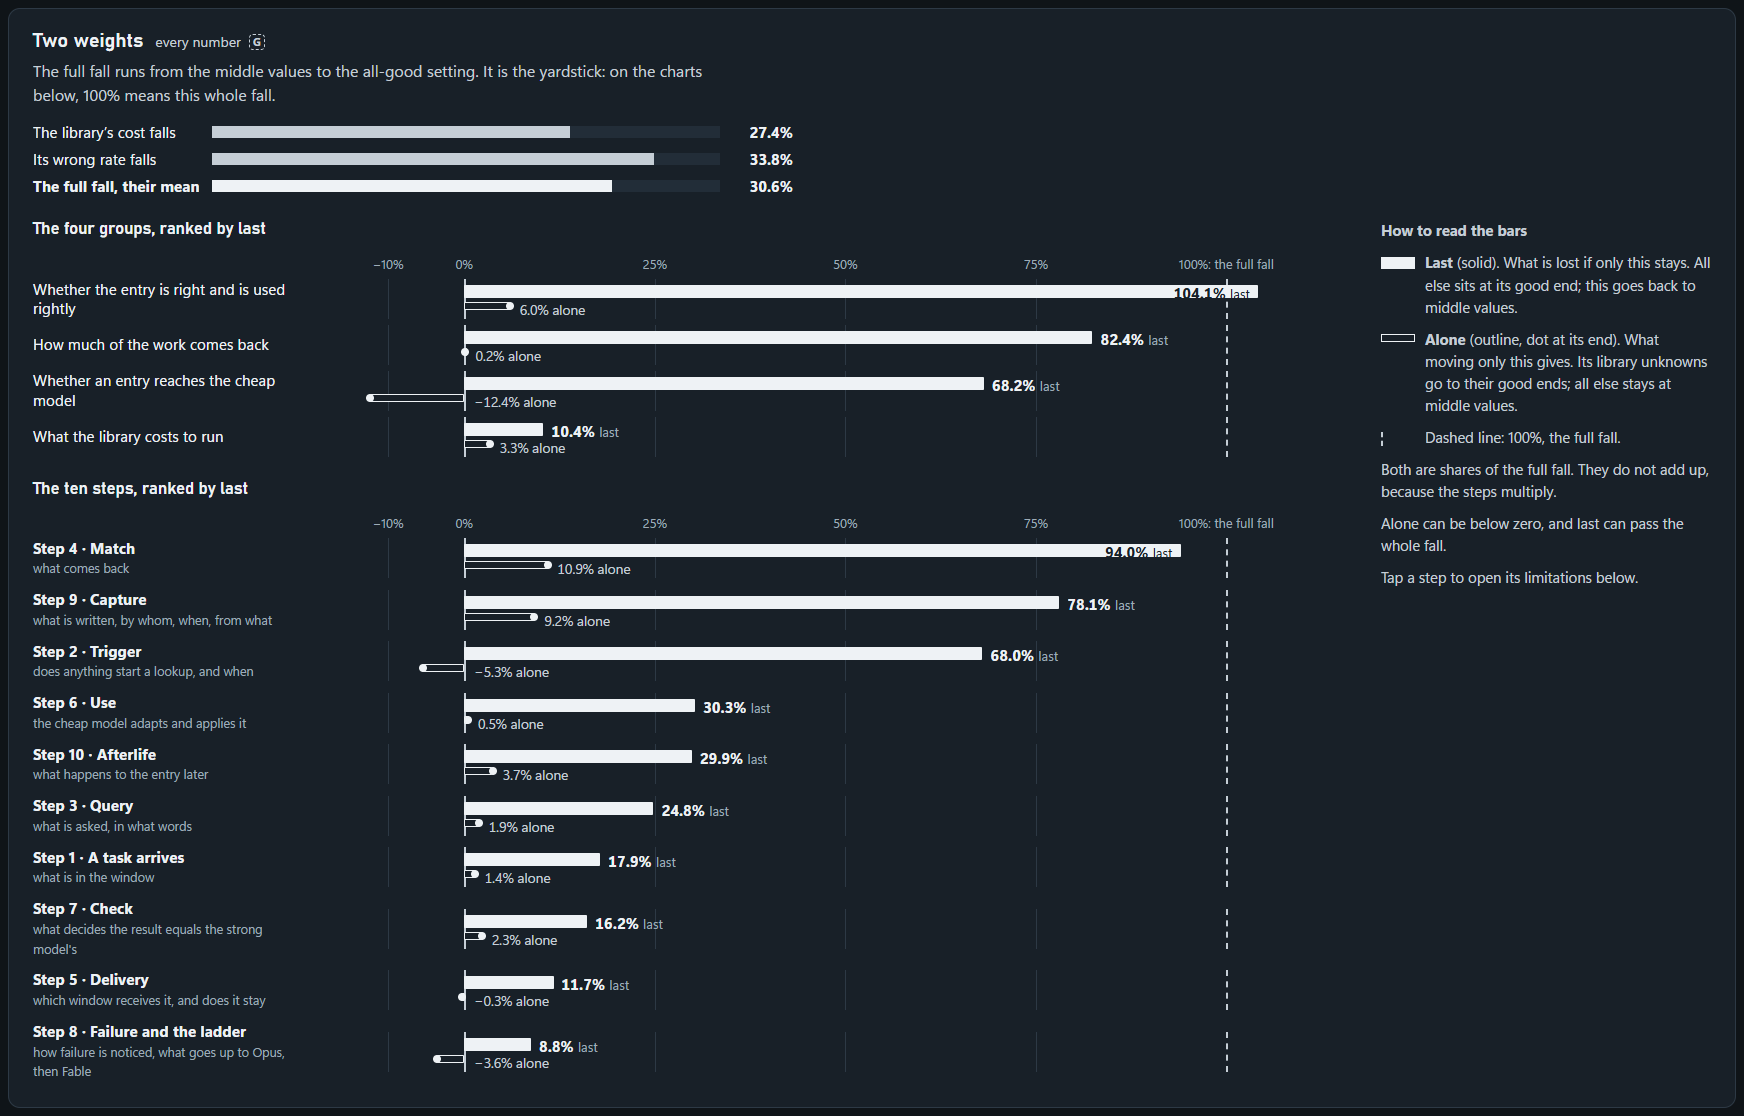 Two weights every number G
The full fall runs from the middle values to the all-good setting. It is the yardstick: on the charts
below, 100% means this whole fall.
The library’s cost falls 27.4%
Its wrong rate falls 33.8%
The full fall, their mean 30.6%
The four groups, ranked by last
−10% 0% 25% 50% 75% 100%: the full fall
Whether the entry is right and is used
rightly
104.1% last
6.0% alone
How much of the work comes back
82.4% last
0.2% alone
Whether an entry reaches the cheap
model
68.2% last
−12.4% alone
What the library costs to run
10.4% last
3.3% alone
The ten steps, ranked by last
−10% 0% 25% 50% 75% 100%: the full fall
Step 4 · Match
what comes back
94.0% last
10.9% alone
Step 9 · Capture
what is written, by whom, when, from what
78.1% last
9.2% alone
Step 2 · Trigger
does anything start a lookup, and when
68.0% last
−5.3% alone
Step 6 · Use
the cheap model adapts and applies it
30.3% last
0.5% alone
Step 10 · Afterlife
what happens to the entry later
29.9% last
3.7% alone
Step 3 · Query
what is asked, in what words
24.8% last
1.9% alone
Step 1 · A task arrives
what is in the window
17.9% last
1.4% alone
Step 7 · Check
what decides the result equals the strong
model's
16.2% last
2.3% alone
Step 5 · Delivery
which window receives it, and does it stay
11.7% last
−0.3% alone
Step 8 · Failure and the ladder
how failure is noticed, what goes up to Opus,
then Fable
8.8% last
−3.6% alone
How to read the bars
Last (solid). What is lost if only this stays. All
else sits at its good end; this goes back to
middle values.
Alone (outline, dot at its end). What
moving only this gives. Its library unknowns
go to their good ends; all else stays at
middle values.
Dashed line: 100%, the full fall.
Both are shares of the full fall. They do not add up,
because the steps multiply.
Alone can be below zero, and last can pass the
whole fall.
Tap a step to open its limitations below.